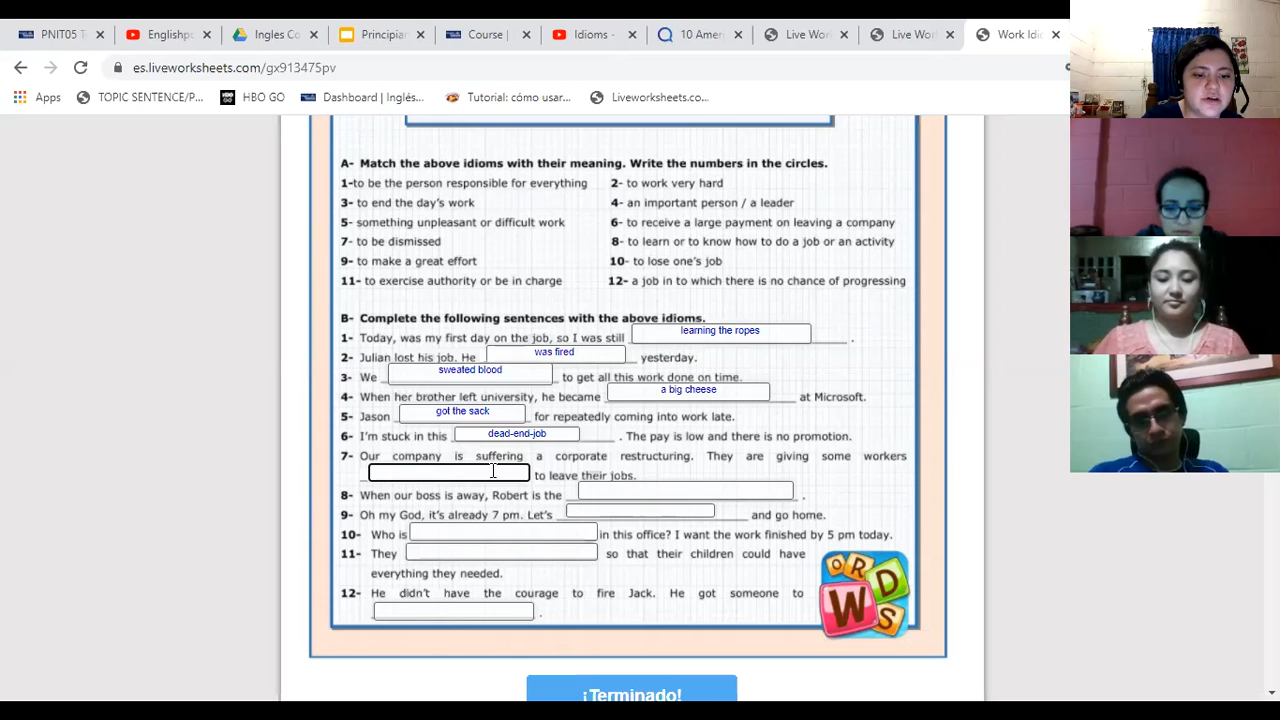 PNIT05 T
Englishpo
Ingles Co
Principian
Course
Idioms -
10 Ameri
Live Wor
Live Wor
Work Idio
es.liveworksheets.com/gx913475pv
Apps
TOPIC SENTENCE/P...
HBO GO
Dashboard | Inglés...
Tutorial: cómo usar...
Liveworksheets.co...
A- Match the above idioms with their meaning. Write the numbers in the circles.
1-to be the person responsible for everything 2- to work very hard
3- to end the day's work 4- an important person / a leader
5- something unpleasant or difficult work 6- to receive a large payment on leaving a company
7- to be dismissed 8- to learn or to know how to do a job or an activity
9- to make a great effort 10- to lose one's job
11- to exercise authority or be in charge 12- a job in to which there is no chance of progressing
B- Complete the following sentences with the above idioms.
1- Today, was my first day on the job, so I was still learning the ropes .
2- Julian lost his job. He was fired yesterday.
3- We sweated blood to get all this work done on time.
4- When her brother left university, he became a big cheese at Microsoft.
5- Jason got the sack for repeatedly coming into work late.
6- I'm stuck in this dead-end-job . The pay is low and there is no promotion.
7- Our company is suffering a corporate restructuring. They are giving some workers
to leave their jobs.
8- When our boss is away, Robert is the .
9- Oh my God, it's already 7 pm. Let's and go home.
10- Who is in this office? I want the work finished by 5 pm today.
11- They so that their children could have
everything they needed.
12- He didn't have the courage to fire Jack. He got someone to
.
ORD
W S
¡Terminado!